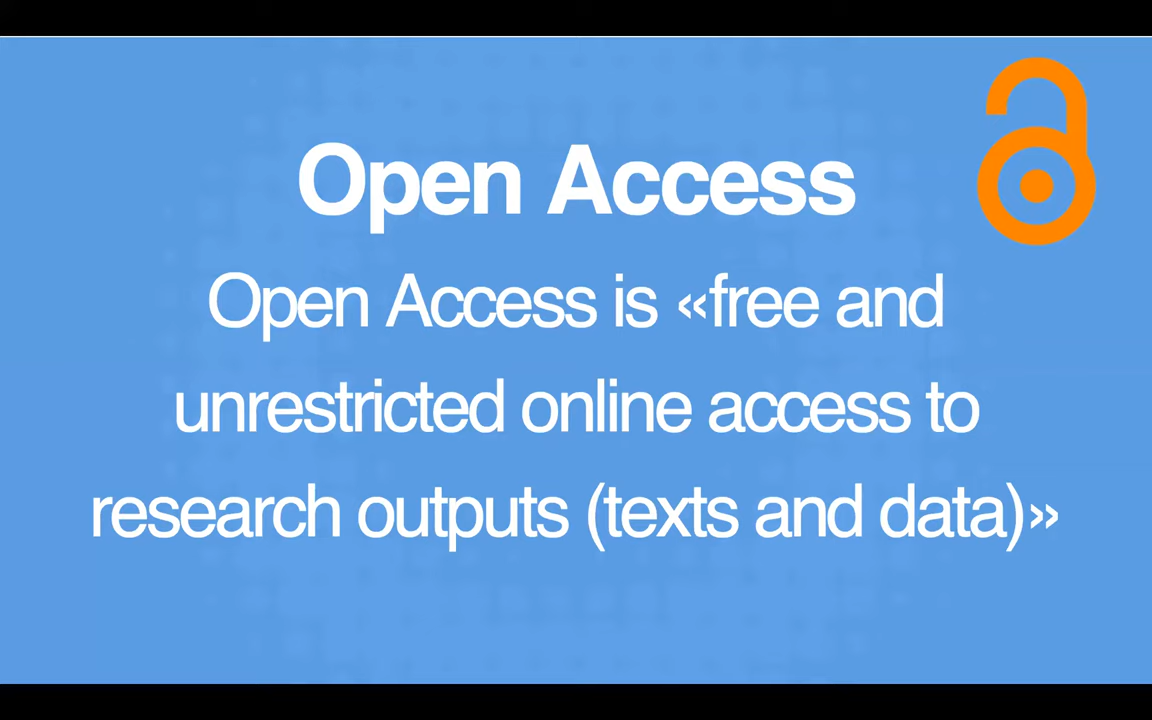 Open Access
Open Access is «free and
unrestricted online access to
research outputs (texts and data)»